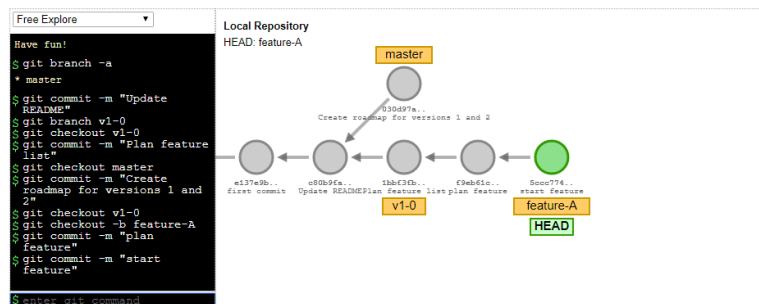 Free Explore
Have fun!
$ git branch -a
* master
$ git commit -m "Update
README"
$ git branch v1-0
$ git checkout v1-0
$ git commit -m "Plan feature
list"
$ git checkout master
$ git commit -m "Create
roadmap for versions 1 and
2"
$ git checkout v1-0
$ git checkout -b feature-A
$ git commit -m "plan
feature"
$ git commit -m "start
feature"
$ enter git command
Local Repository
HEAD: feature-A
master
030d97a..
Create roadmap for versions 1 and 2
e137e9b..
first commit
c80b9fa..
Update README
1bbf3fb..
Plan feature list
f9eb61c..
plan feature
5ccc774..
start feature
v1-0
feature-A
HEAD